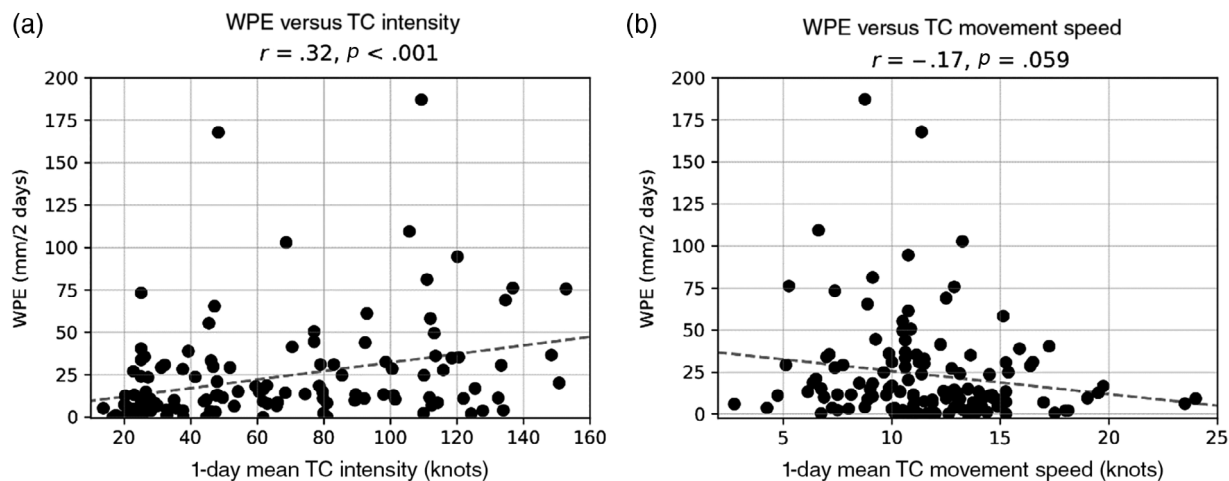 (a)
WPE versus TC intensity
r = .32, p < .001
200
175
150
125
100
75
50
25
0
WPE (mm/2 days)
20 40 60 80 100 120 140 160
1-day mean TC intensity (knots)
(b)
WPE versus TC movement speed
r = −.17, p = .059
200
175
150
125
100
75
50
25
0
WPE (mm/2 days)
5 10 15 20 25
1-day mean TC movement speed (knots)